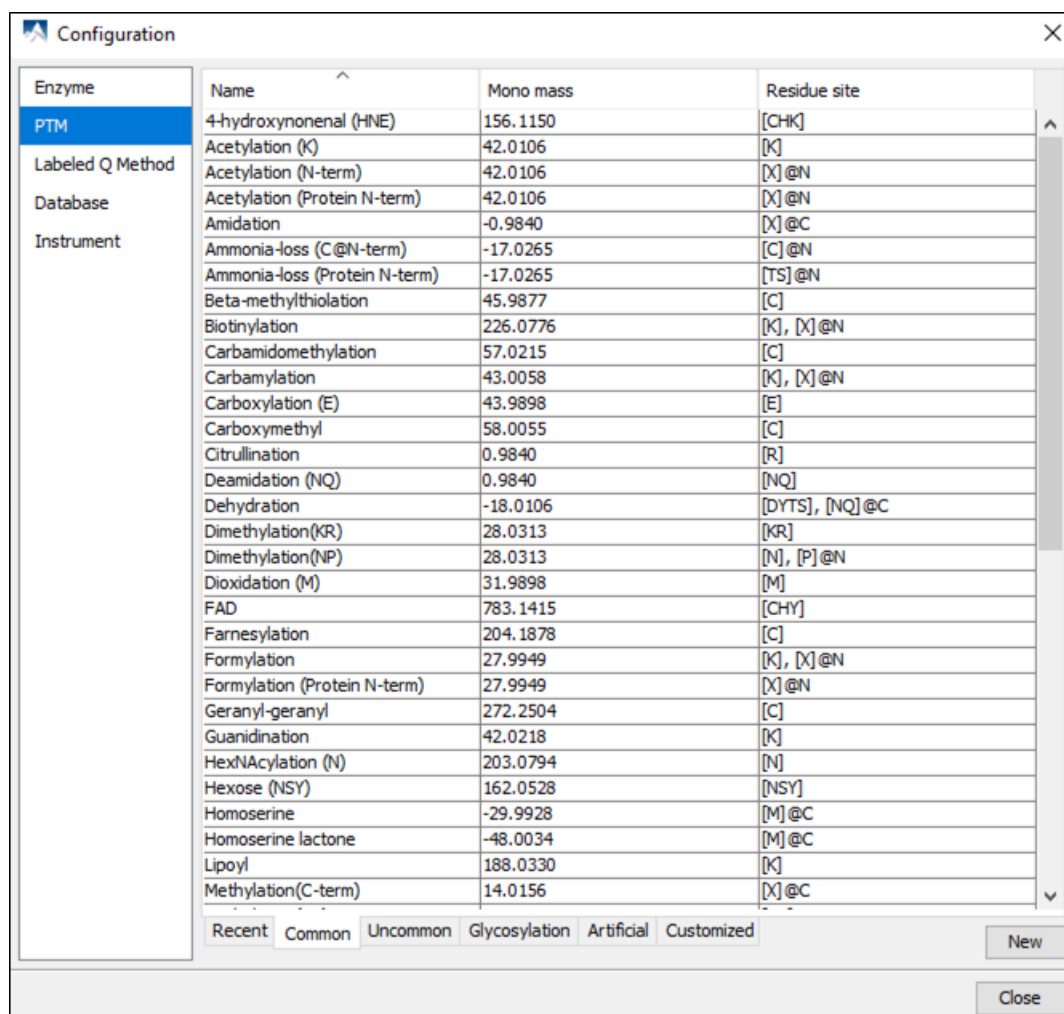 Configuration
Enzyme
PTM
Labeled Q Method
Database
Instrument
Name Mono mass Residue site
4-hydroxynonenal (HNE) 156.1150 [CHK]
Acetylation (K) 42.0106 [K]
Acetylation (N-term) 42.0106 [X]@N
Acetylation (Protein N-term) 42.0106 [X]@N
Amidation -0.9840 [X]@C
Ammonia-loss (C@N-term) -17.0265 [C]@N
Ammonia-loss (Protein N-term) -17.0265 [TS]@N
Beta-methylthiolation 45.9877 [C]
Biotinylation 226.0776 [K], [X]@N
Carbamidomethylation 57.0215 [C]
Carbamylation 43.0058 [K], [X]@N
Carboxylation (E) 43.9898 [E]
Carboxymethyl 58.0055 [C]
Citrullination 0.9840 [R]
Deamidation (NQ) 0.9840 [NQ]
Dehydration -18.0106 [DYTS], [NQ]@C
Dimethylation(KR) 28.0313 [KR]
Dimethylation(NP) 28.0313 [N], [P]@N
Dioxidation (M) 31.9898 [M]
FAD 783.1415 [CHY]
Farnesylation 204.1878 [C]
Formylation 27.9949 [K], [X]@N
Formylation (Protein N-term) 27.9949 [X]@N
Geranyl-geranyl 272.2504 [C]
Guanidination 42.0218 [K]
HexNAcylation (N) 203.0794 [N]
Hexose (NSY) 162.0528 [NSY]
Homoserine -29.9928 [M]@C
Homoserine lactone -48.0034 [M]@C
Lipoyl 188.0330 [K]
Methylation(C-term) 14.0156 [X]@C
Recent Common Uncommon Glycosylation Artificial Customized
New
Close